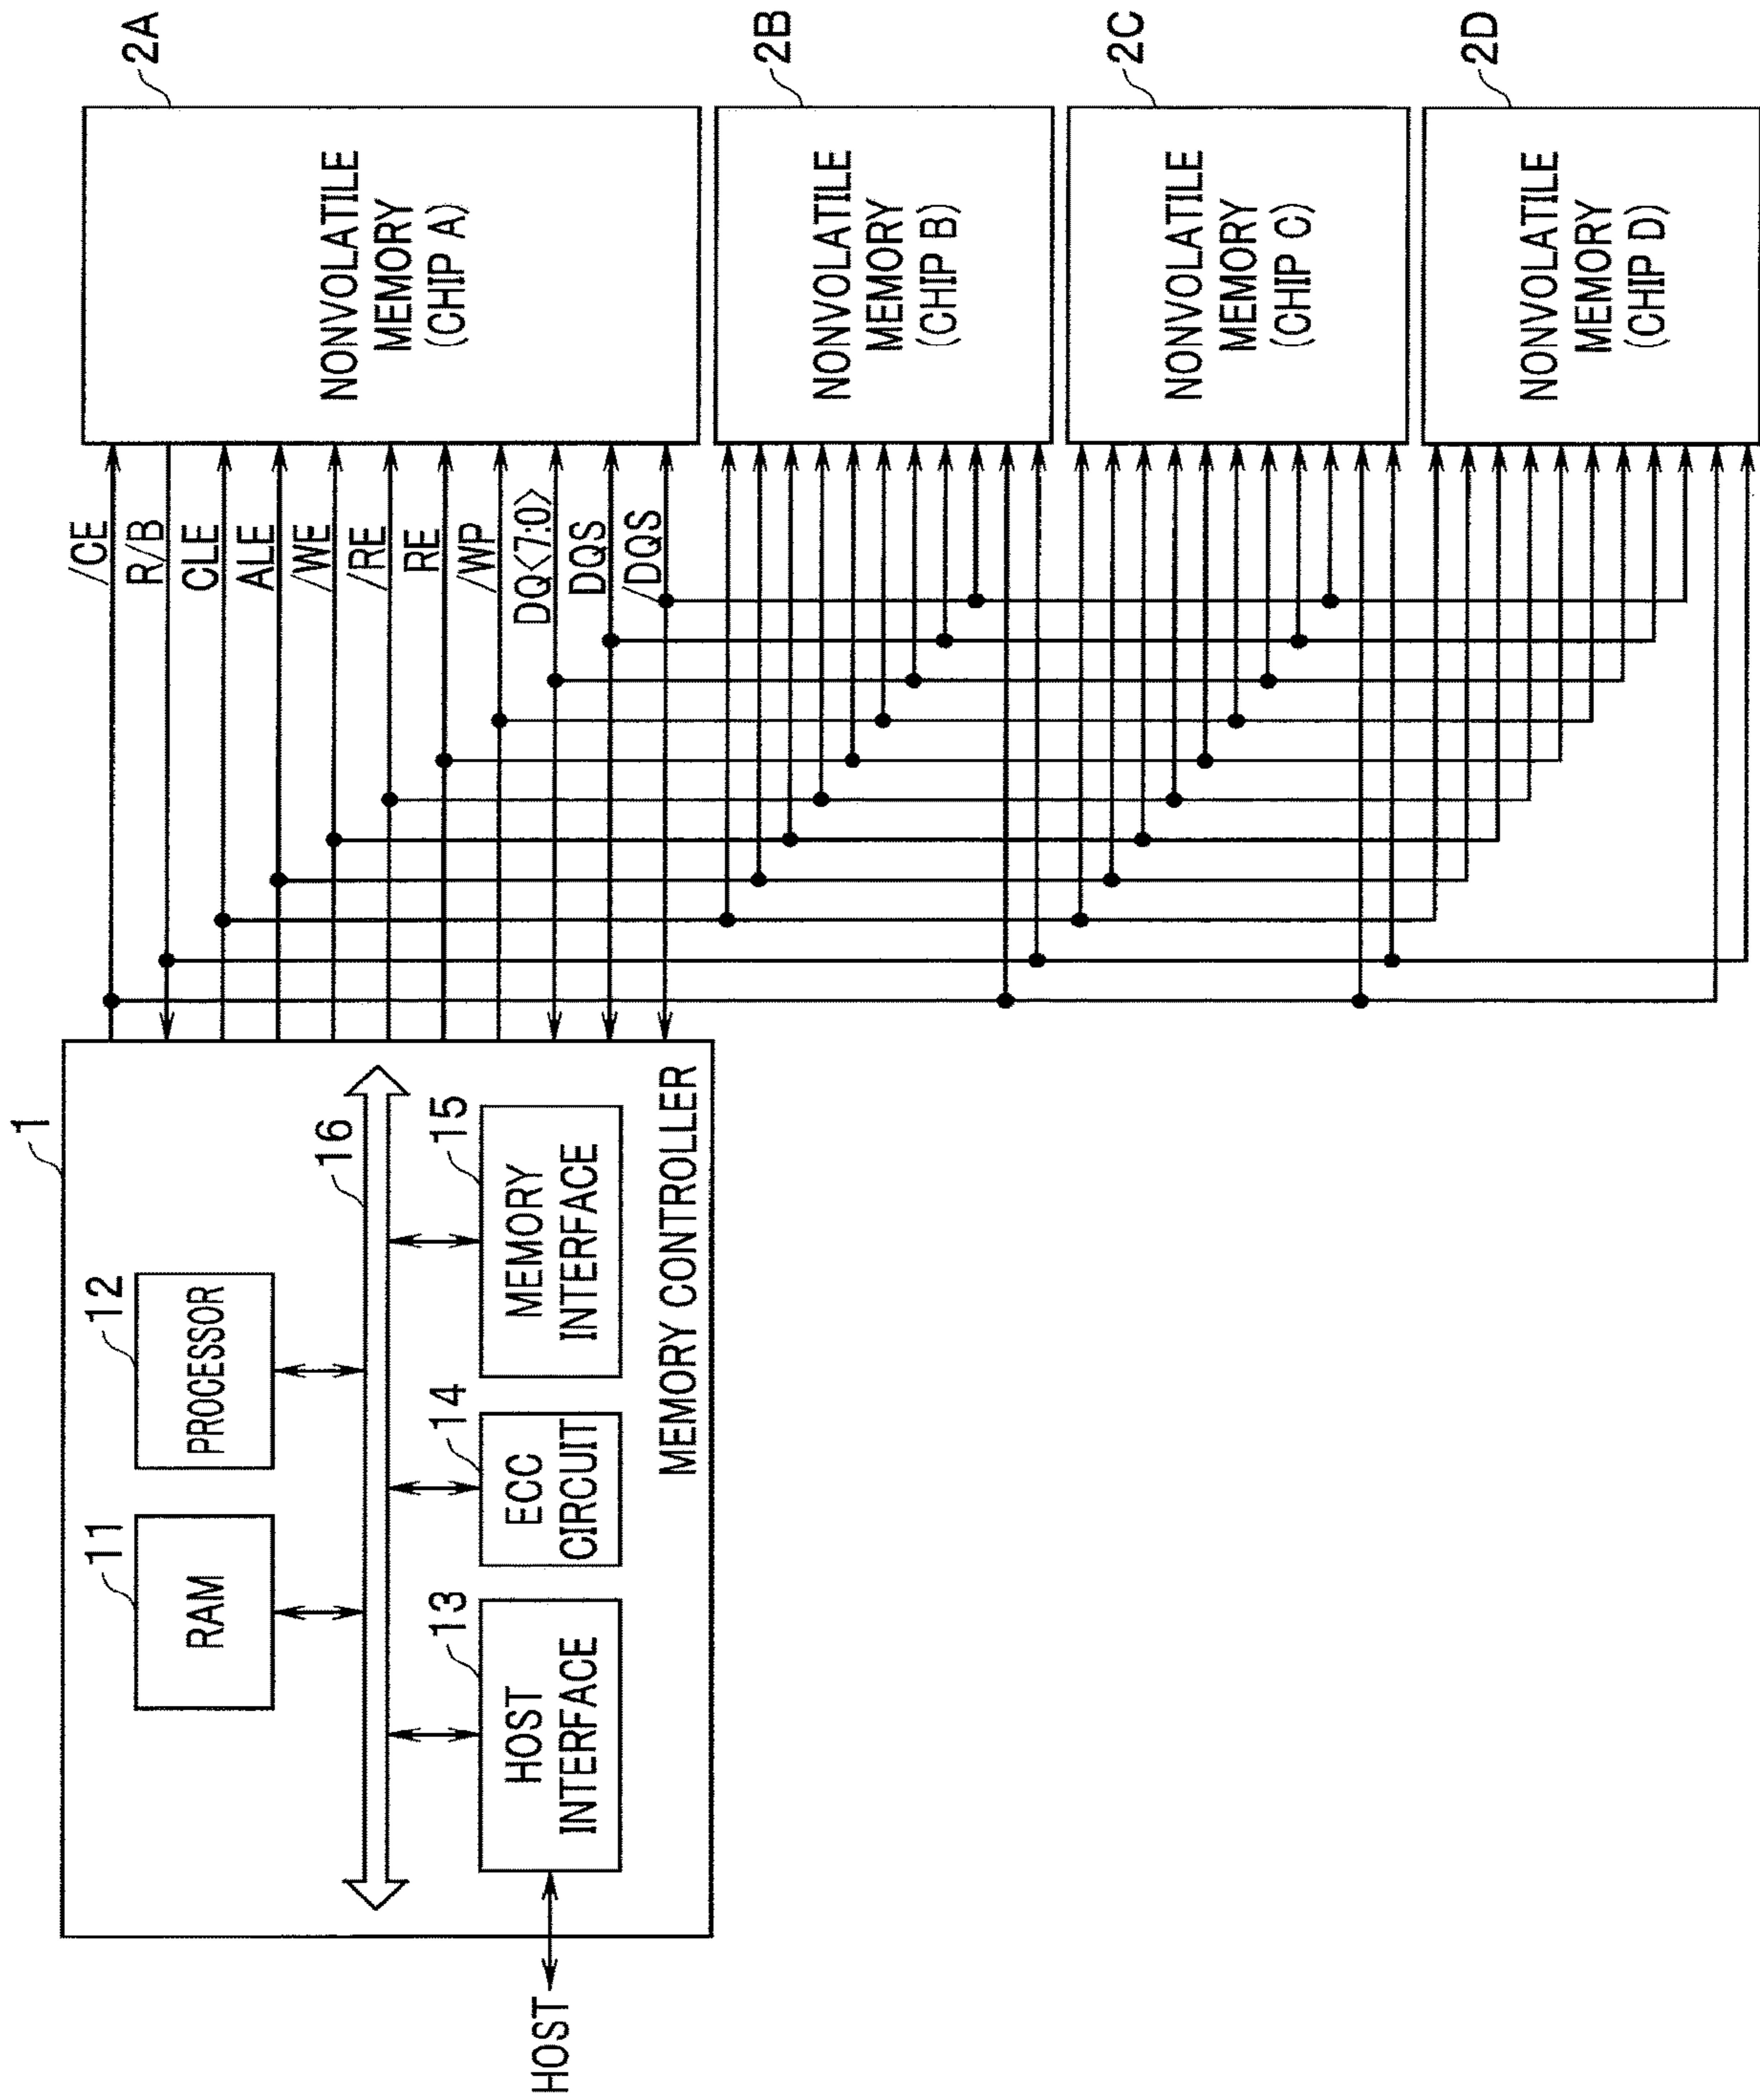 1
11
RAM
12
PROCESSOR
16
13
HOST
INTERFACE
14
ECC
CIRCUIT
15
MEMORY
INTERFACE
MEMORY CONTROLLER
HOST
/CE
R/B
CLE
ALE
/WE
/RE
RE
/WP
DQ<7:0>
DQS
/DQS
2A
NONVOLATILE
MEMORY
(CHIP A)
2B
NONVOLATILE
MEMORY
(CHIP B)
2C
NONVOLATILE
MEMORY
(CHIP C)
2D
NONVOLATILE
MEMORY
(CHIP D)